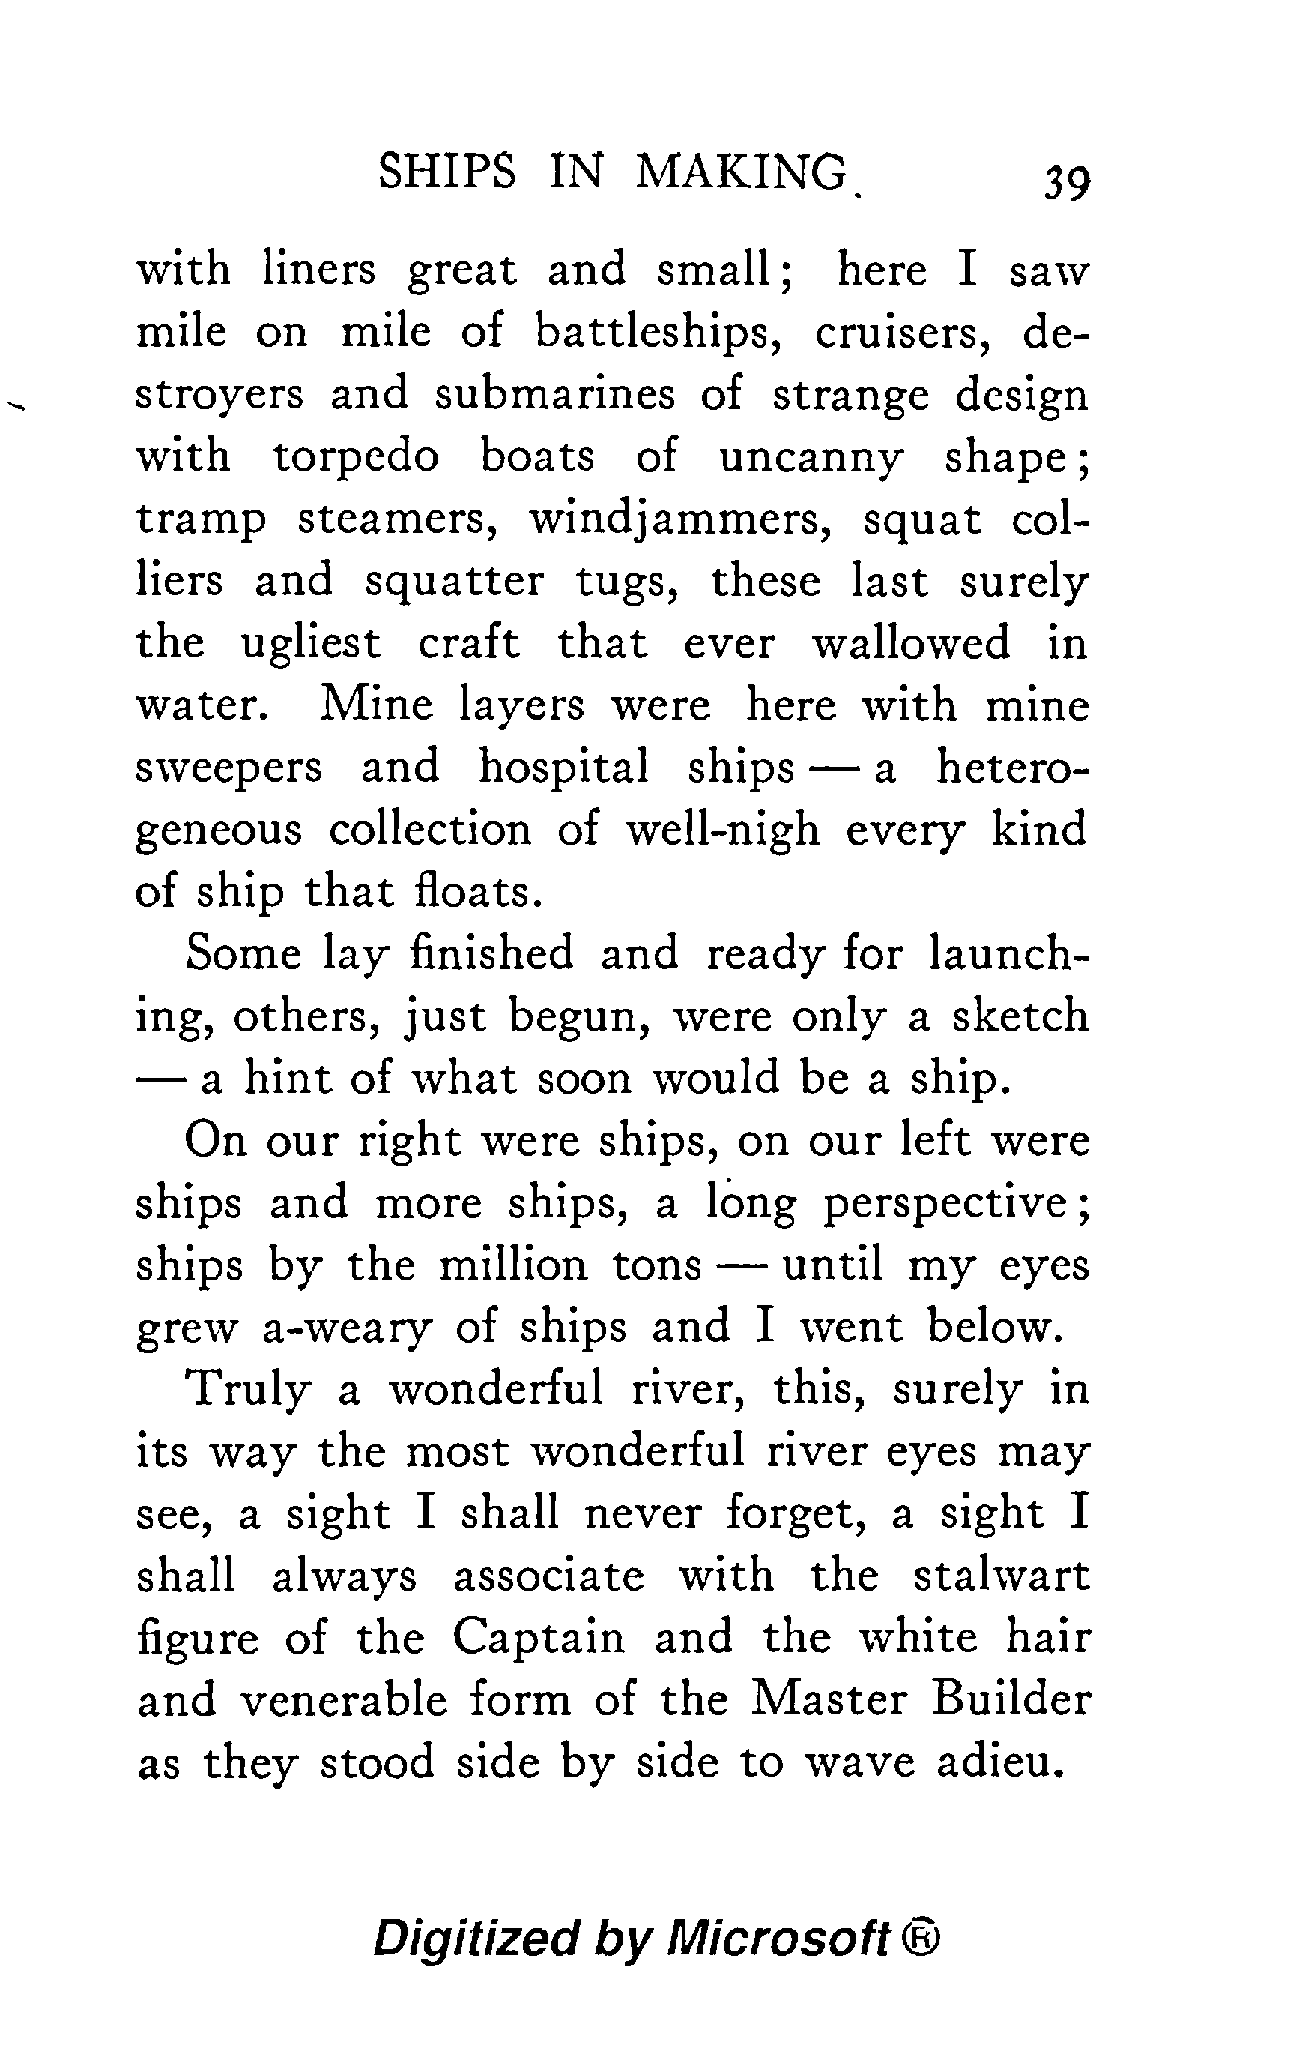 SHIPS IN MAKING. 39
with liners great and small; here I saw
mile on mile of battleships, cruisers, de-
stroyers and submarines of strange design
with torpedo boats of uncanny shape;
tramp steamers, windjammers, squat col-
liers and squatter tugs, these last surely
the ugliest craft that ever wallowed in
water. Mine layers were here with mine
sweepers and hospital ships — a hetero-
geneous collection of well-nigh every kind
of ship that floats.
Some lay finished and ready for launch-
ing, others, just begun, were only a sketch
— a hint of what soon would be a ship.
On our right were ships, on our left were
ships and more ships, a long perspective;
ships by the million tons — until my eyes
grew a-weary of ships and I went below.
Truly a wonderful river, this, surely in
its way the most wonderful river eyes may
see, a sight I shall never forget, a sight I
shall always associate with the stalwart
figure of the Captain and the white hair
and venerable form of the Master Builder
as they stood side by side to wave adieu.
Digitized by Microsoft ®